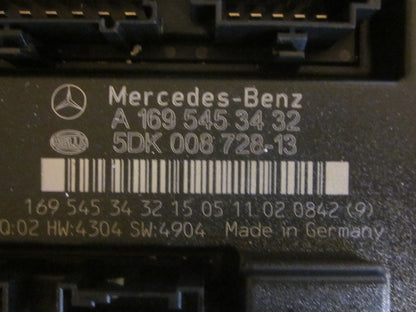 Mercedes-Benz
A 169 545 34 32
HELLA 5DK 008 728-13
169 545 34 32 15 05 11 02 0842 (9)
Q:02 HW:4304 SW:4904 Made in Germany